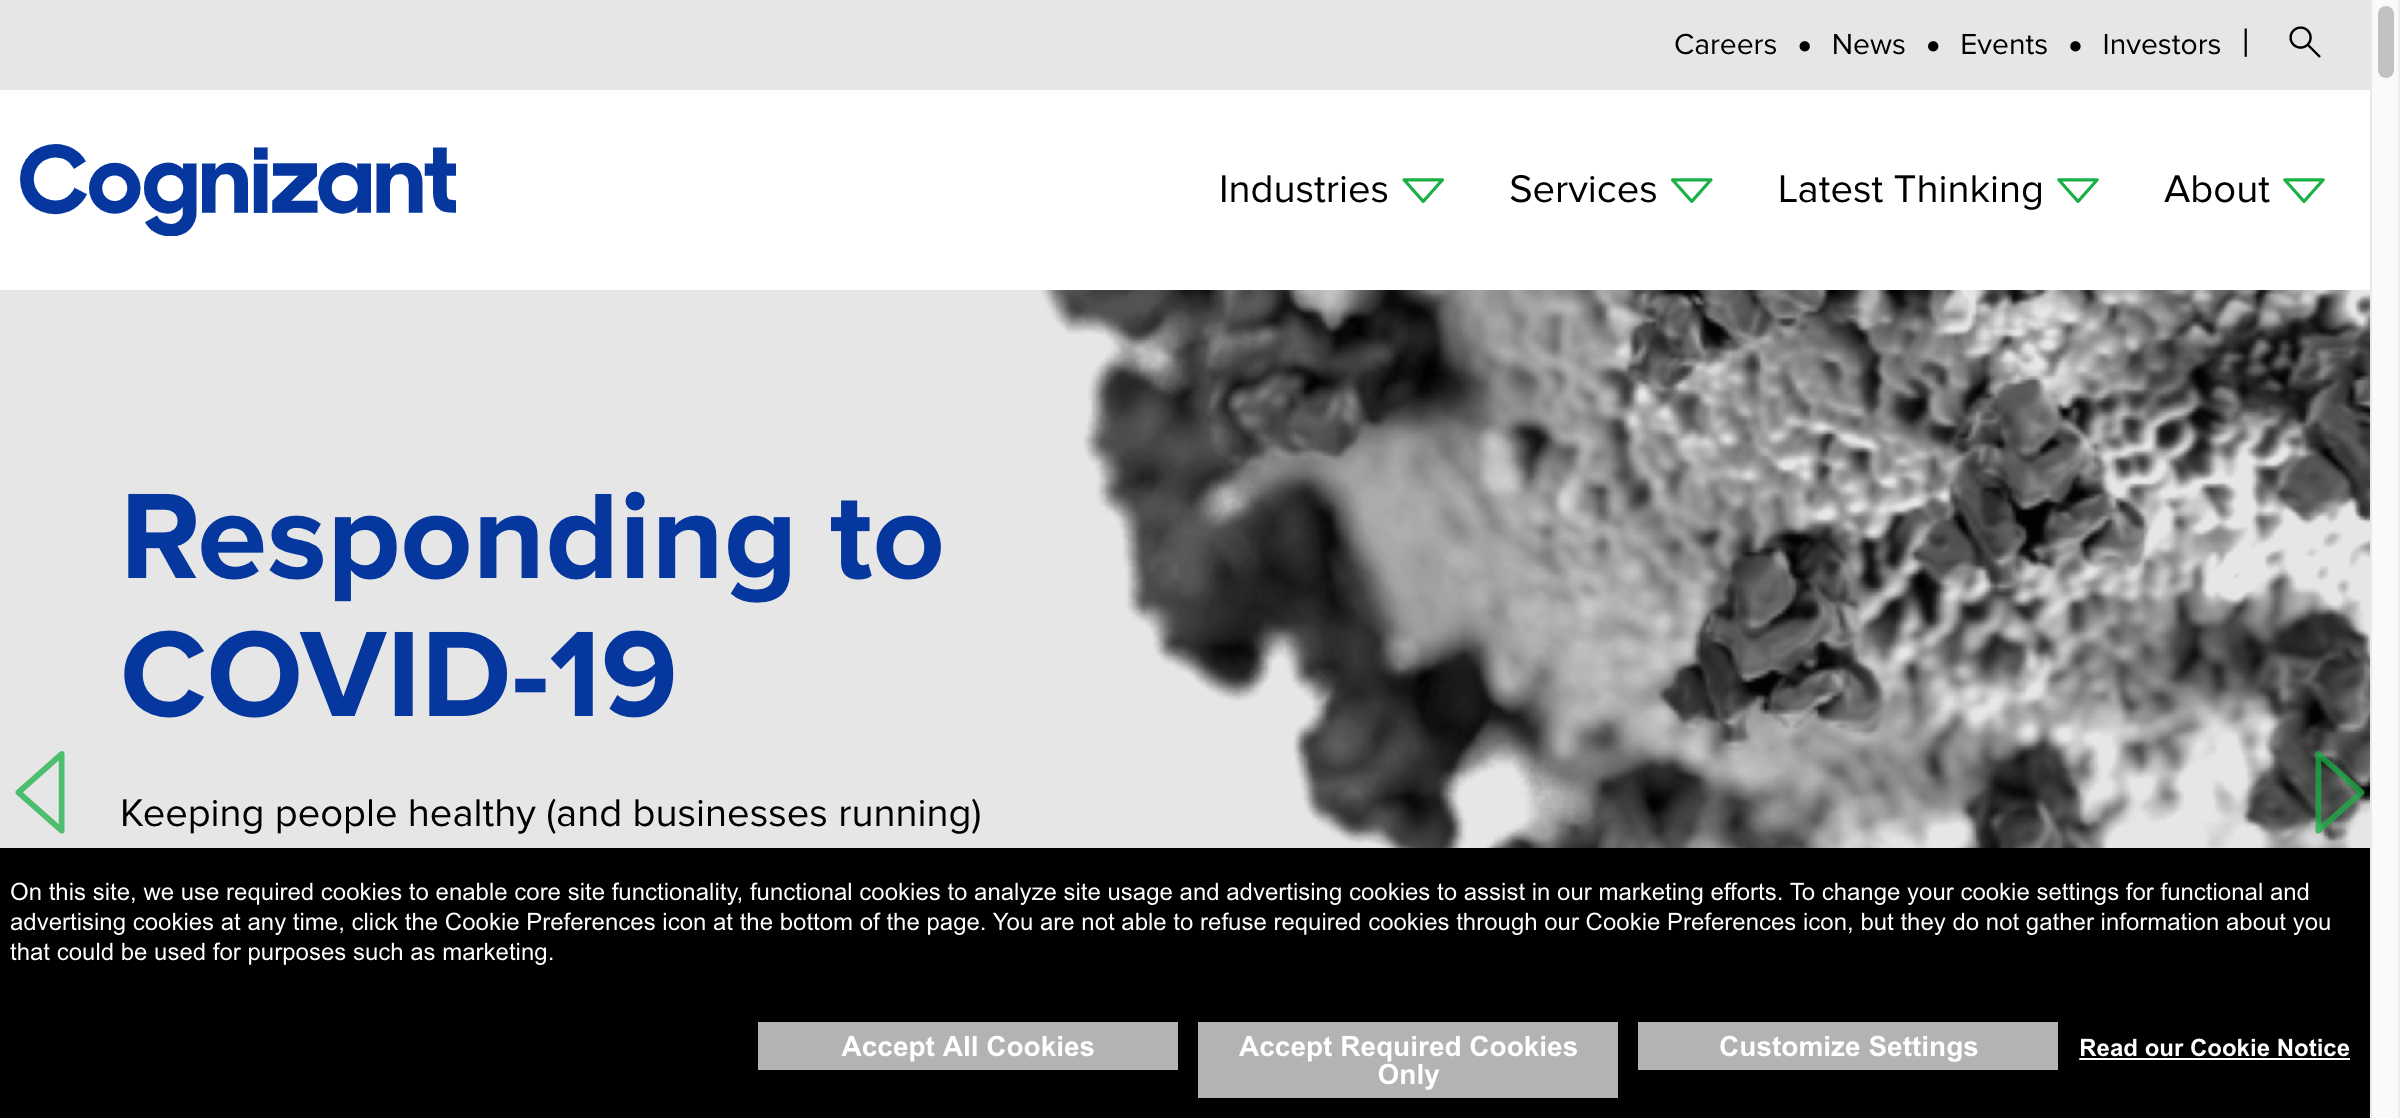 Careers • News • Events • Investors |
Cognizant
Industries Services Latest Thinking About
Responding to
COVID-19
Keeping people healthy (and businesses running)
On this site, we use required cookies to enable core site functionality, functional cookies to analyze site usage and advertising cookies to assist in our marketing efforts. To change your cookie settings for functional and
advertising cookies at any time, click the Cookie Preferences icon at the bottom of the page. You are not able to refuse required cookies through our Cookie Preferences icon, but they do not gather information about you
that could be used for purposes such as marketing.
Accept All Cookies
Accept Required Cookies
Only
Customize Settings
Read our Cookie Notice